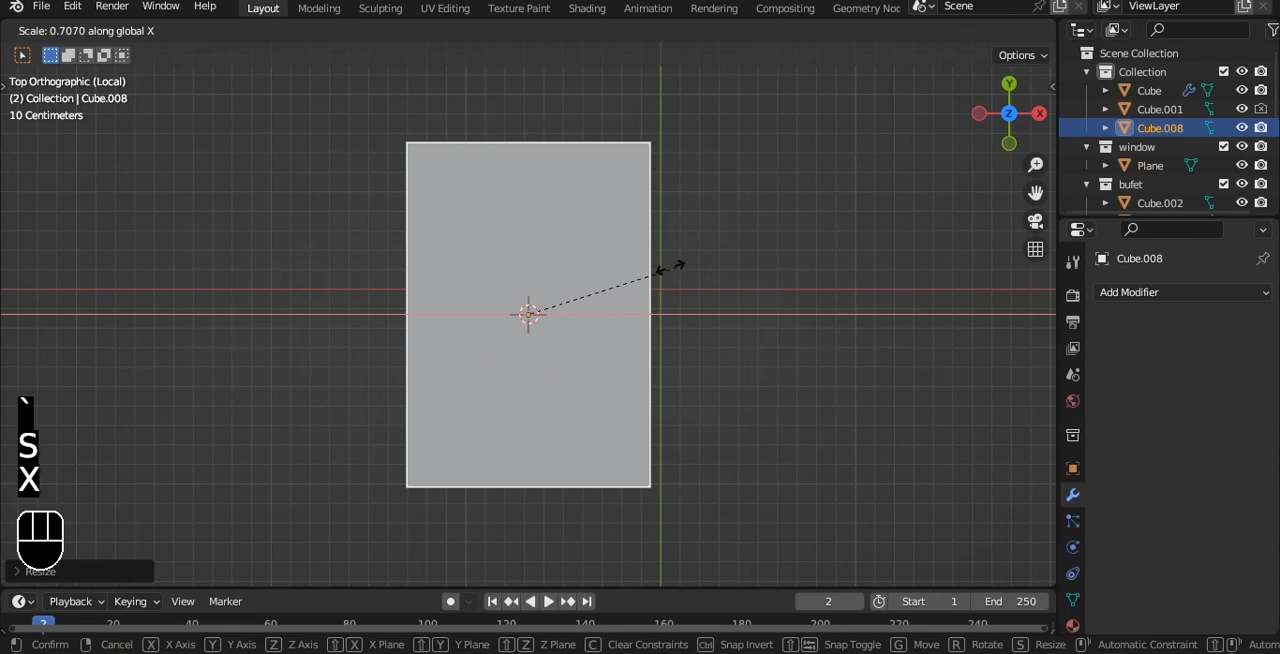 File Edit Render Window Help Layout Modeling Sculpting UV Editing Texture Paint Shading Animation Rendering Compositing Geometry Noc Scene ViewLayer
Scale: 0.7070 along global X
Options
Top Orthographic (Local)
(2) Collection | Cube.008
10 Centimeters
Y
Z
X
`
S
X
Resize
Scene Collection
Collection
Cube
Cube.001
Cube.008
window
Plane
bufet
Cube.002
Cube.008
Add Modifier
Playback Keying View Marker 2 Start 1 End 250
2 20 40 60 80 100 120 140 160 180 200 220 240
Confirm Cancel X X Axis Y Y Axis Z Z Axis X X Plane Y Y Plane Z Z Plane C Clear Constraints Ctrl Snap Invert Snap Toggle G Move R Rotate S Resize Automatic Constraint Autom